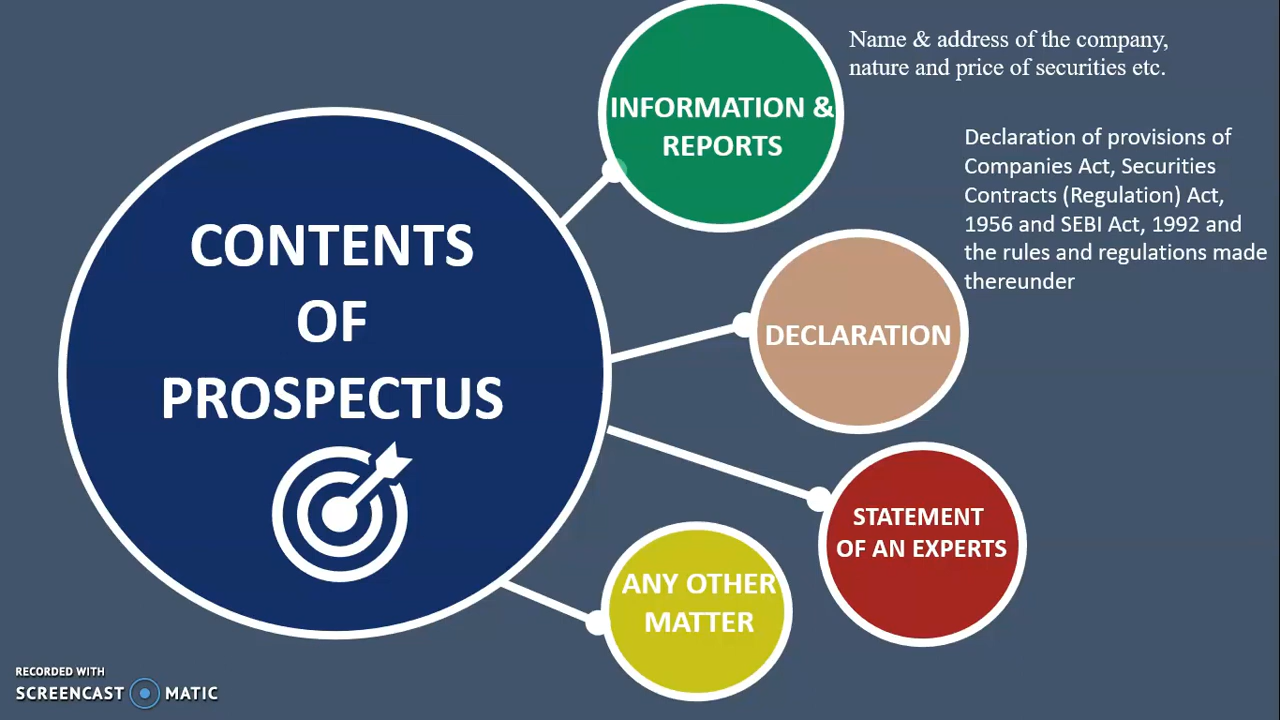 CONTENTS
OF
PROSPECTUS
INFORMATION &
REPORTS
Name & address of the company,
nature and price of securities etc.
DECLARATION
Declaration of provisions of
Companies Act, Securities
Contracts (Regulation) Act,
1956 and SEBI Act, 1992 and
the rules and regulations made
thereunder
STATEMENT
OF AN EXPERTS
ANY OTHER
MATTER
RECORDED WITH
SCREENCAST MATIC